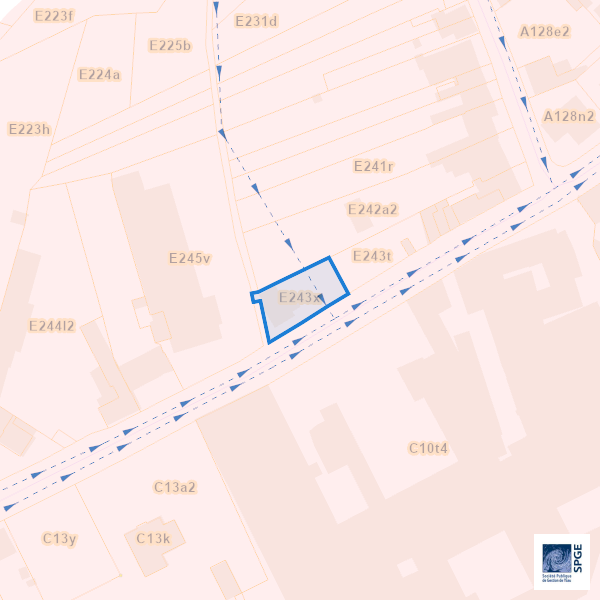 E223f
E231d
A128e2
E225b
E224a
A128n2
E223h
E241r
E242a2
E243t
E245v
E243x
E244l2
C10t4
C13a2
C13y
C13k
SPGE
Société Publique
de Gestion de l'Eau